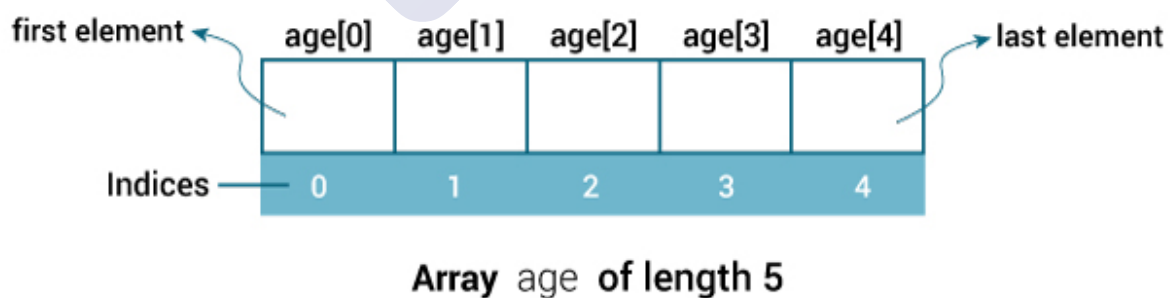 first element age[0] age[1] age[2] age[3] age[4] last element
Indices 0 1 2 3 4
Array age of length 5